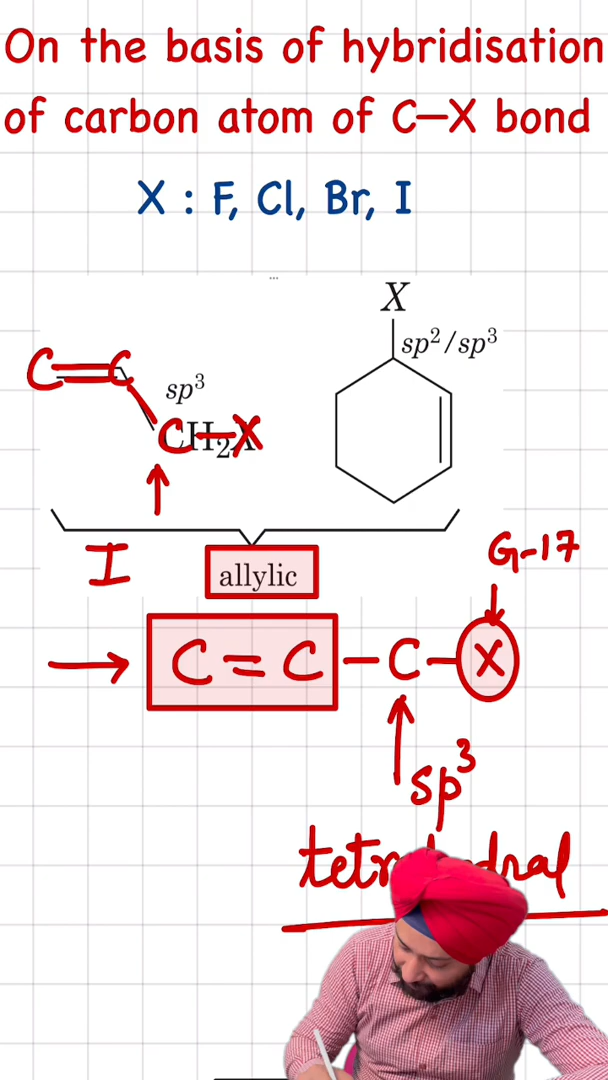 On the basis of hybridisation
of carbon atom of C–X bond
X : F, Cl, Br, I
...
X
sp²/sp³
C=C
sp³
CH₂X
C–X
I
allylic
G-17
→ C = C – C – X
sp³